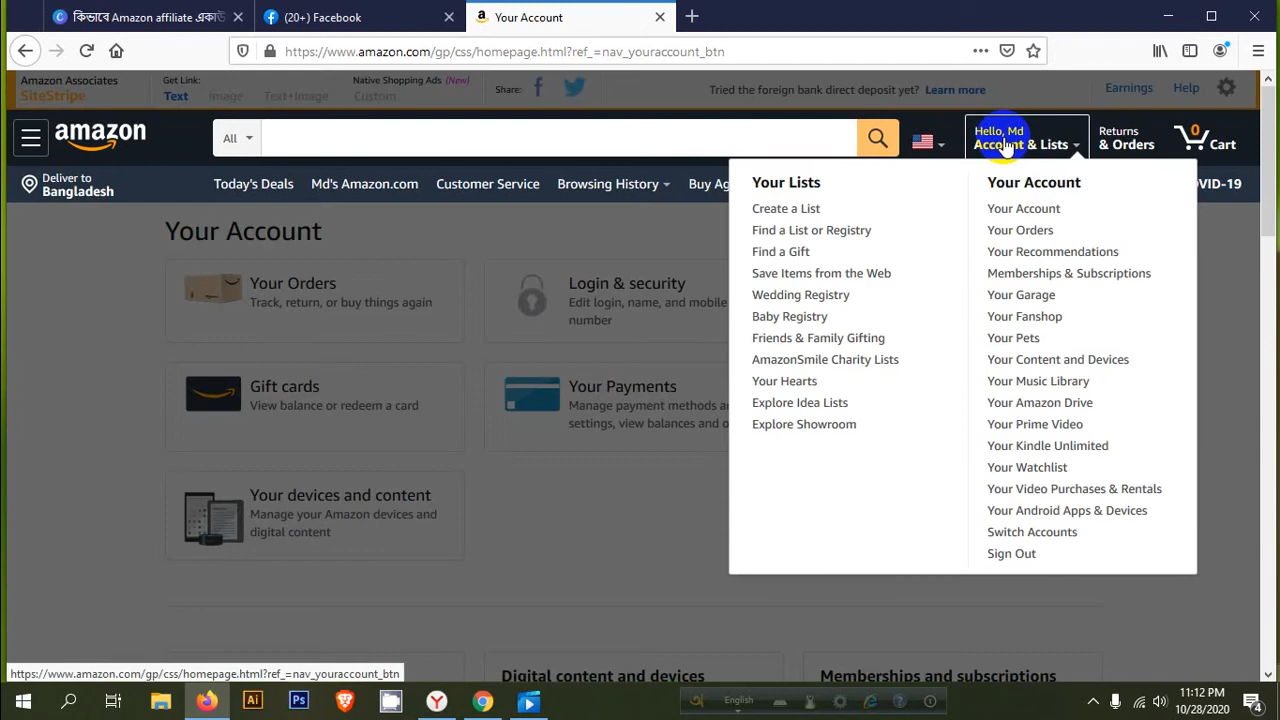 কিভাবে Amazon affiliate একাউ
(20+) Facebook
Your Account
https://www.amazon.com/gp/css/homepage.html?ref_=nav_youraccount_btn
Amazon Associates
SiteStripe
Get Link:
Text
Image
Text+Image
Native Shopping Ads (New)
Custom
Share:
Tried the foreign bank direct deposit yet? Learn more
Earnings
Help
amazon
All
Hello, Md
Account & Lists
Returns
& Orders
0
Cart
Deliver to
Bangladesh
Today's Deals
Md's Amazon.com
Customer Service
Browsing History
Buy Ag
OVID-19
Your Account
Your Orders
Track, return, or buy things again
Login & security
Edit login, name, and mobile
number
Gift cards
View balance or redeem a card
Your Payments
Manage payment methods a
settings, view balances and o
Your devices and content
Manage your Amazon devices and
digital content
Your Lists
Create a List
Find a List or Registry
Find a Gift
Save Items from the Web
Wedding Registry
Baby Registry
Friends & Family Gifting
AmazonSmile Charity Lists
Your Hearts
Explore Idea Lists
Explore Showroom
Your Account
Your Account
Your Orders
Your Recommendations
Memberships & Subscriptions
Your Garage
Your Fanshop
Your Pets
Your Content and Devices
Your Music Library
Your Amazon Drive
Your Prime Video
Your Kindle Unlimited
Your Watchlist
Your Video Purchases & Rentals
Your Android Apps & Devices
Switch Accounts
Sign Out
Digital content and devices
Memberships and subscriptions
https://www.amazon.com/gp/css/homepage.html?ref_=nav_youraccount_btn
Ai
Ps
অ
English
11:12 PM
10/28/2020
4